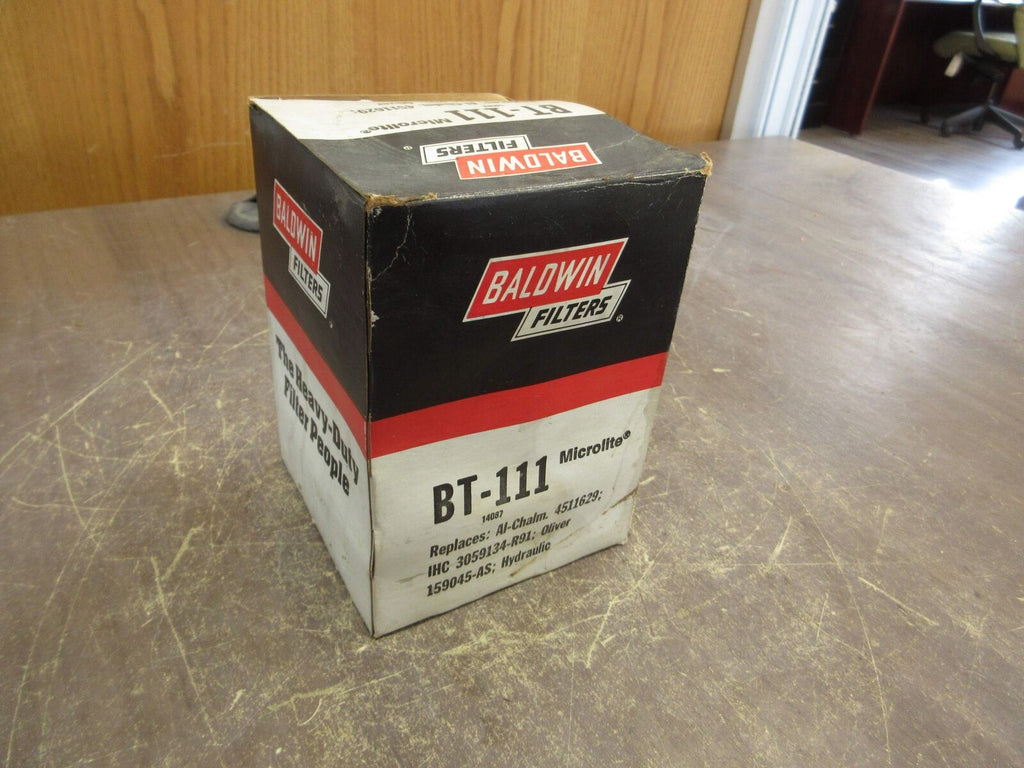 4511629;
Microlite®
BT-111
BALDWIN
FILTERS®
BALDWIN
FILTERS
The Heavy-Duty
Filter People
BALDWIN
FILTERS®
BT-111 Microlite®
14087
Replaces: Al-Chalm. 4511629;
IHC 3059134-R91; Oliver
159045-AS; Hydraulic